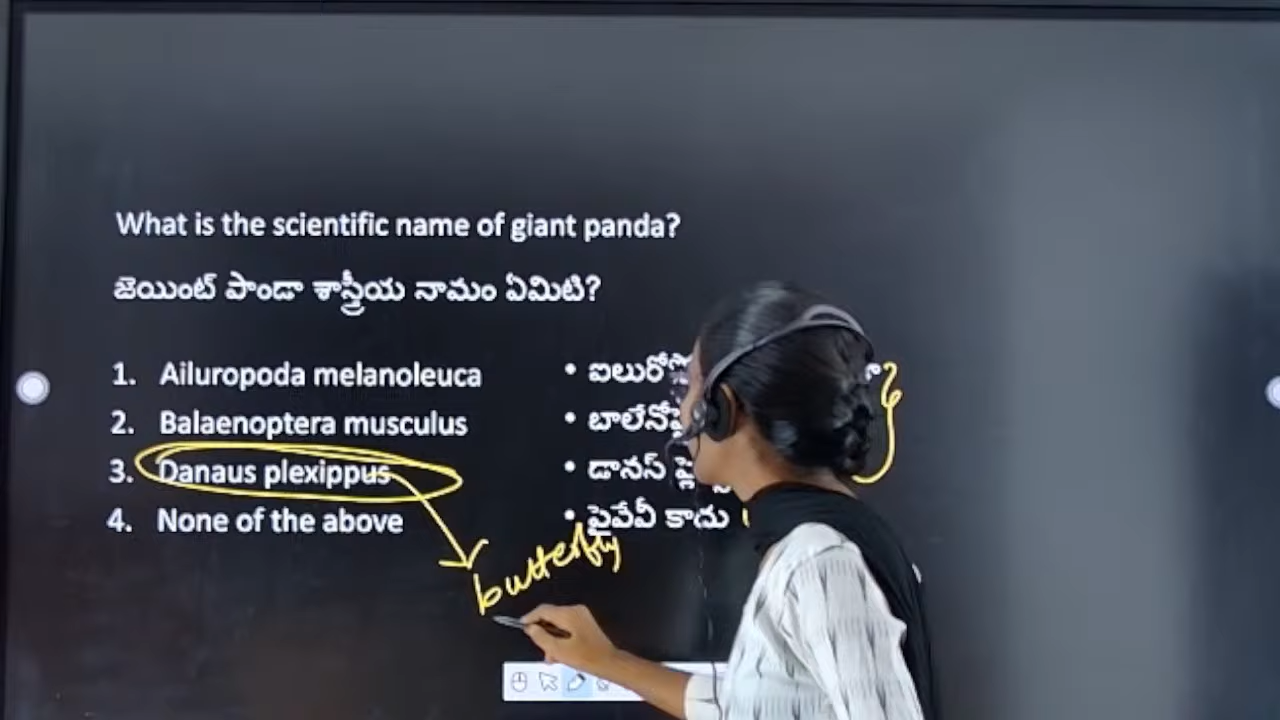 What is the scientific name of giant panda?
జెయింట్ పాండా శాస్త్రీయ నామం ఏమిటి?
1. Ailuropoda melanoleuca
2. Balaenoptera musculus
3. Danaus plexippus
4. None of the above
• డానస్
• పైవేవీ కాదు
butterfly